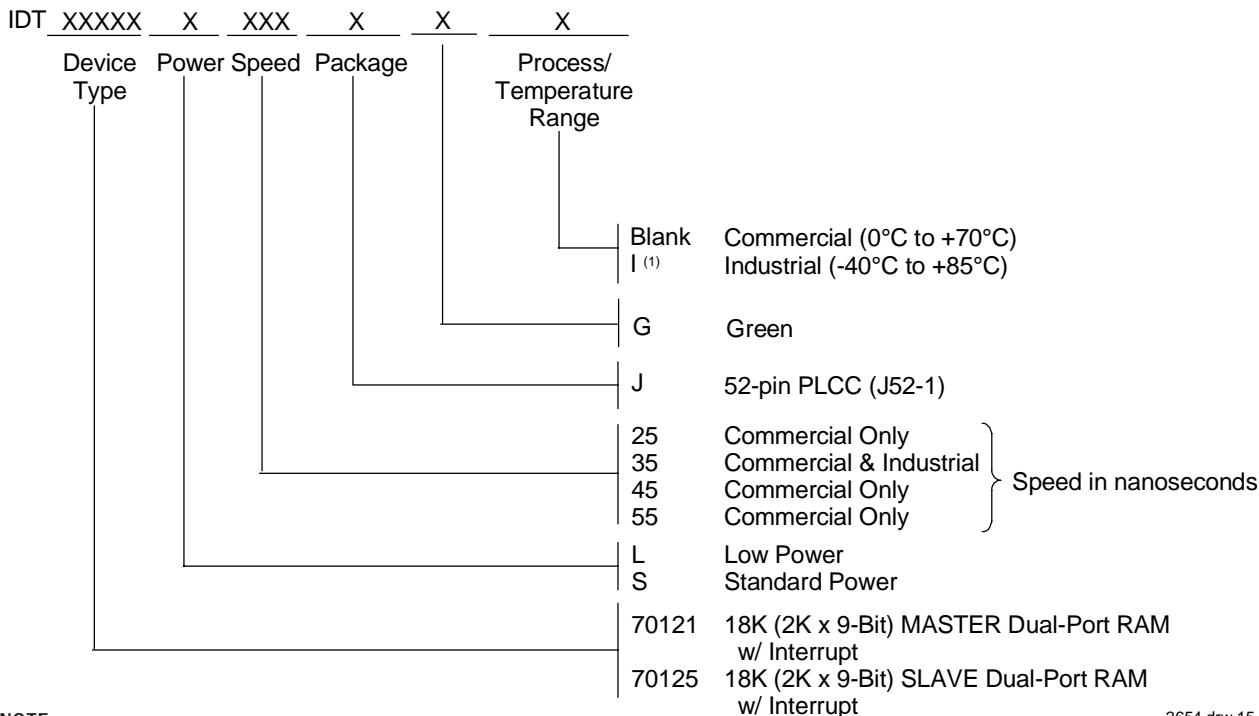 IDT XXXXX X XXX X X X
Device Type
Power
Speed
Package
Process/
Temperature
Range
Blank Commercial (0°C to +70°C)
I (1) Industrial (-40°C to +85°C)
G Green
J 52-pin PLCC (J52-1)
25 Commercial Only
35 Commercial & Industrial
45 Commercial Only
55 Commercial Only
Speed in nanoseconds
L Low Power
S Standard Power
70121 18K (2K x 9-Bit) MASTER Dual-Port RAM
w/ Interrupt
70125 18K (2K x 9-Bit) SLAVE Dual-Port RAM
w/ Interrupt